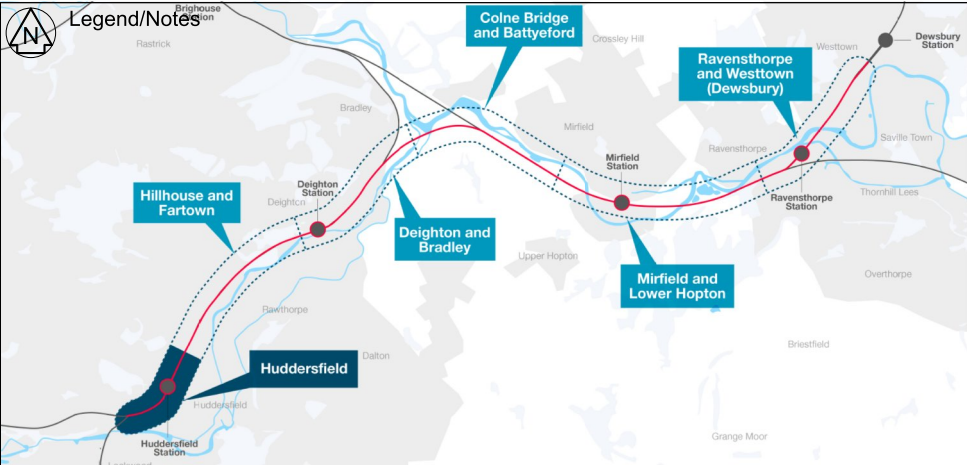 N
Legend/Notes
Brighouse
Station
Rastrick
Colne Bridge
and Battyeford
Crossley Hill
Westtown
Dewsbury
Station
Ravensthorpe
and Westtown
(Dewsbury)
Bradley
Mirfield
Ravensthorpe
Saville Town
Mirfield
Station
Deighton
Station
Deighton
Hillhouse and
Fartown
Ravensthorpe
Station
Thornhill Lees
Deighton and
Bradley
Upper Hopton
Mirfield and
Lower Hopton
Overthorpe
Rawthorpe
Dalton
Briestfield
Huddersfield
Huddersfield
Huddersfield
Station
Grange Moor
Lockwood